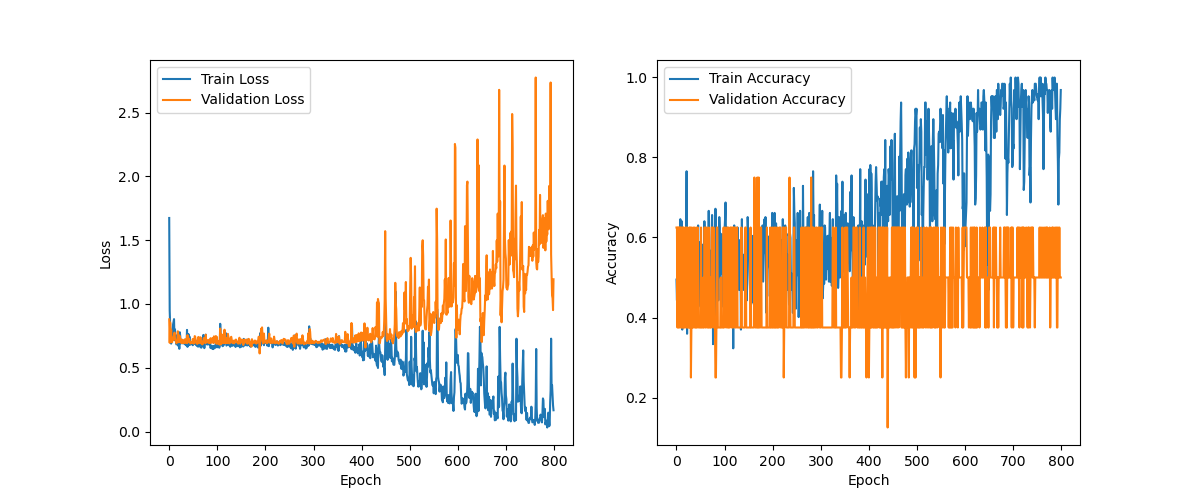 Train Loss
Validation Loss
2.5
2.0
1.5
1.0
0.5
0.0
Loss
0 100 200 300 400 500 600 700 800
Epoch
Train Accuracy
Validation Accuracy
1.0
0.8
0.6
0.4
0.2
Accuracy
0 100 200 300 400 500 600 700 800
Epoch